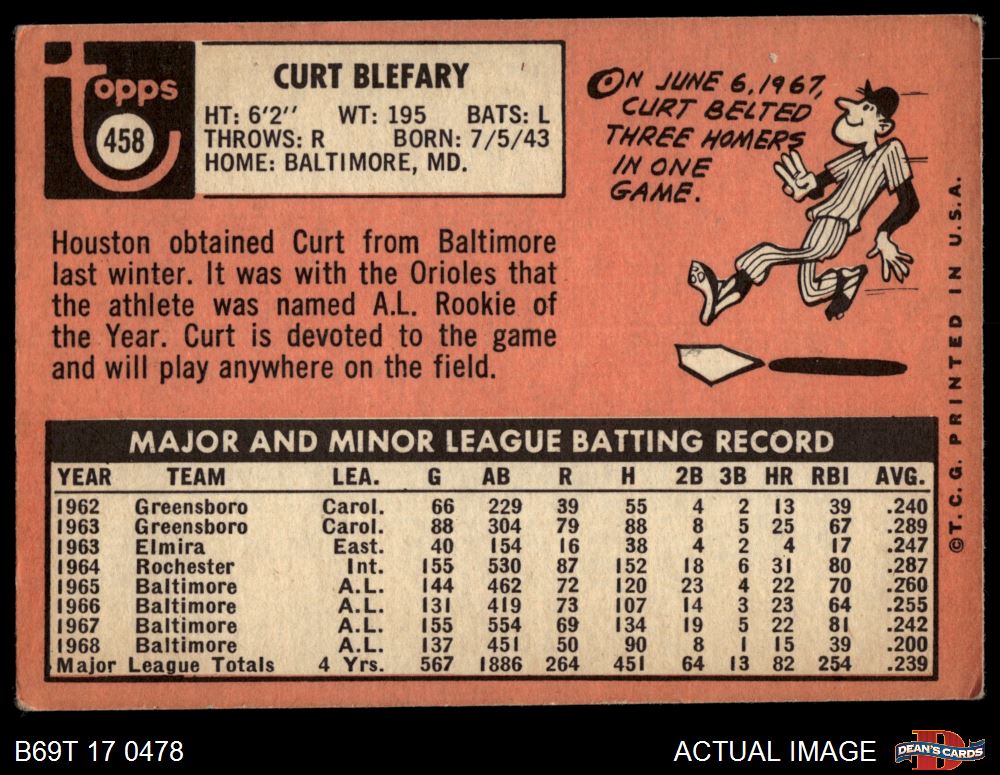 Topps
458
CURT BLEFARY
HT: 6'2" WT: 195 BATS: L
THROWS: R BORN: 7/5/43
HOME: BALTIMORE, MD.
ON JUNE 6, 1967,
CURT BELTED
THREE HOMERS
IN ONE
GAME.
Houston obtained Curt from Baltimore
last winter. It was with the Orioles that
the athlete was named A.L. Rookie of
the Year. Curt is devoted to the game
and will play anywhere on the field.
MAJOR AND MINOR LEAGUE BATTING RECORD
YEAR TEAM LEA. G AB R H 2B 3B HR RBI AVG.
1962 Greensboro Carol. 66 229 39 55 4 2 13 39 .240
1963 Greensboro Carol. 88 304 79 88 8 5 25 67 .289
1963 Elmira East. 40 154 16 38 4 2 4 17 .247
1964 Rochester Int. 155 530 87 152 18 6 31 80 .287
1965 Baltimore A.L. 144 462 72 120 23 4 22 70 .260
1966 Baltimore A.L. 131 419 73 107 14 3 23 64 .255
1967 Baltimore A.L. 155 554 69 134 19 5 22 81 .242
1968 Baltimore A.L. 137 451 50 90 8 1 15 39 .200
Major League Totals 4 Yrs. 567 1886 264 451 64 13 82 254 .239
©T.C.G. PRINTED IN U.S.A.
B69T 17 0478
ACTUAL IMAGE
D
DEAN'S CARDS